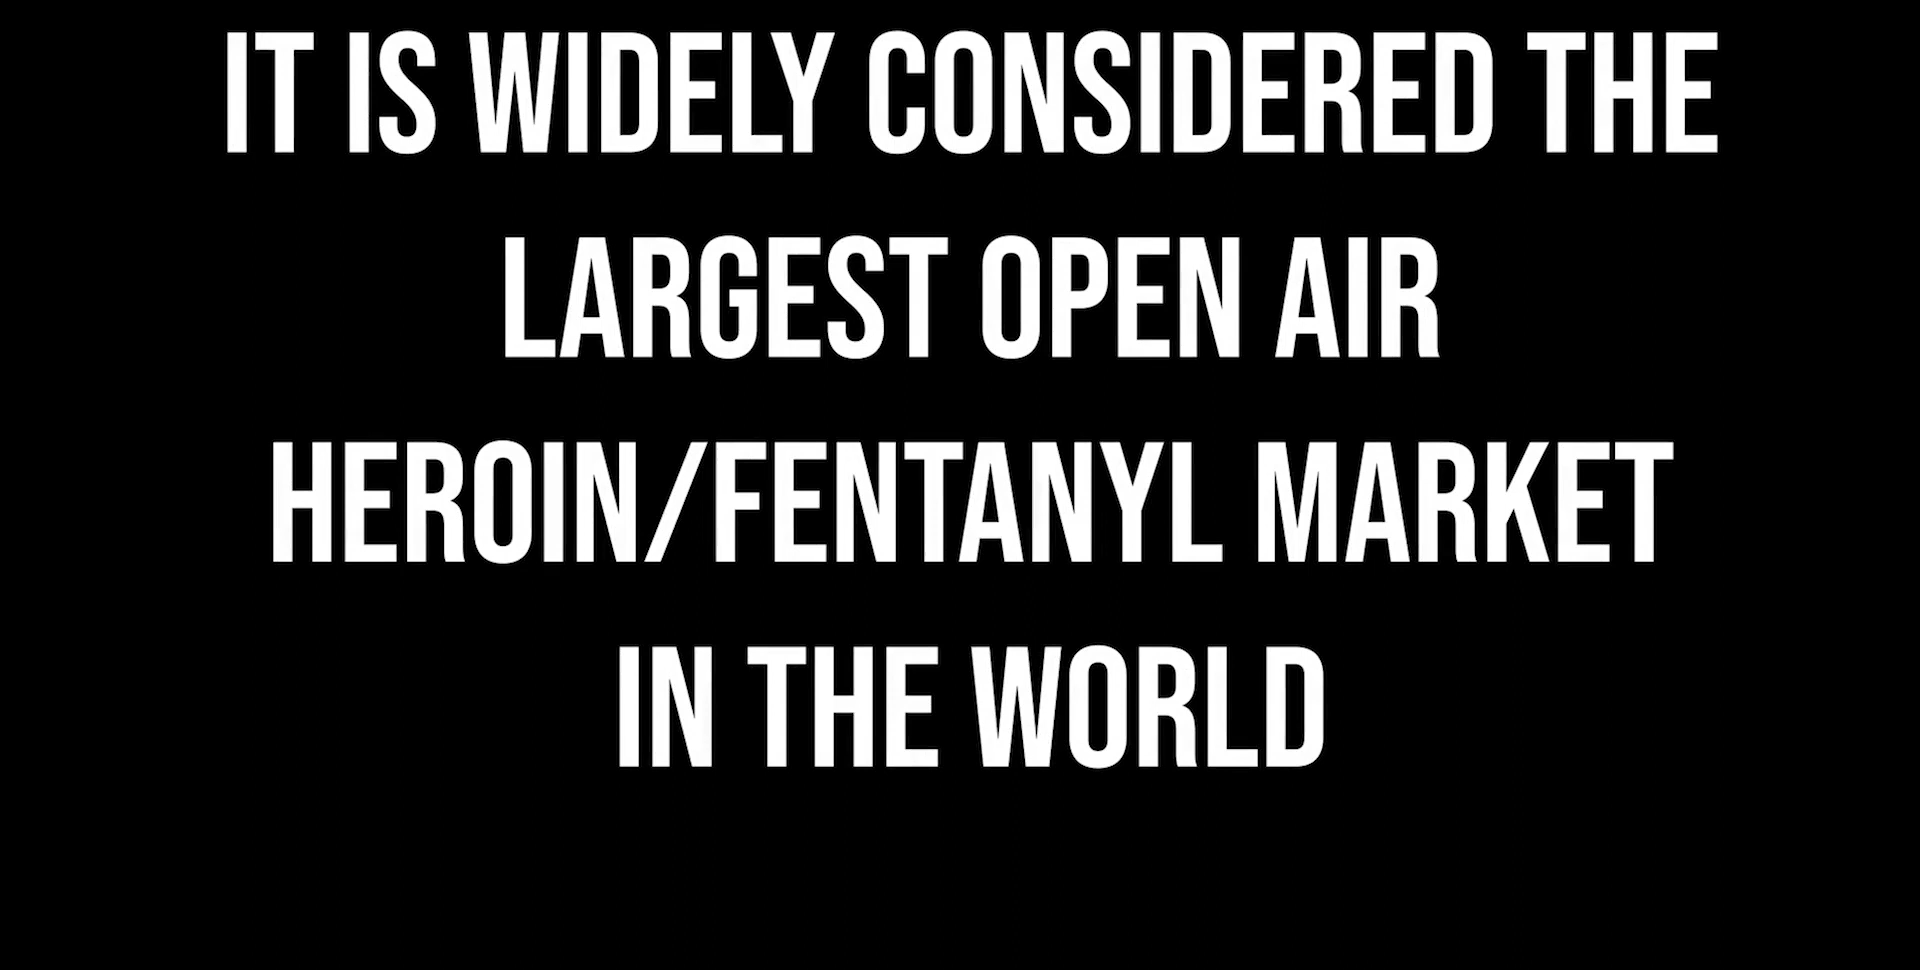 IT IS WIDELY CONSIDERED THE
LARGEST OPEN AIR
HEROIN/FENTANYL MARKET
IN THE WORLD